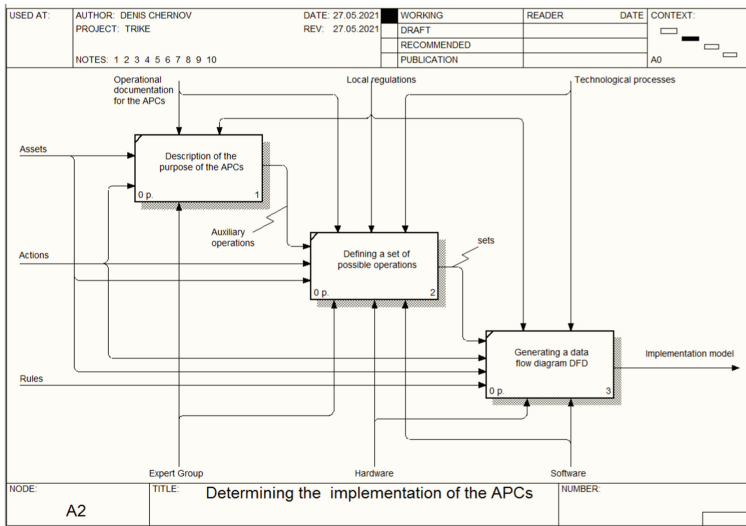 USED AT:
AUTHOR: DENIS CHERNOV
DATE: 27.05.2021
PROJECT: TRIKE
REV: 27.05.2021
NOTES: 1 2 3 4 5 6 7 8 9 10
WORKING
DRAFT
RECOMMENDED
PUBLICATION
READER
DATE
CONTEXT:
A0
Operational
documentation
for the APCs
Local regulations
Technological processes
Assets
Description of the
purpose of the APCs
0 p.
1
Auxiliary
operations
Actions
Defining a set of
possible operations
0 p.
2
sets
Generating a data
flow diagram DFD
0 p.
3
Implementation model
Rules
Expert Group
Hardware
Software
NODE:
A2
TITLE:
Determining the implementation of the APCs
NUMBER: